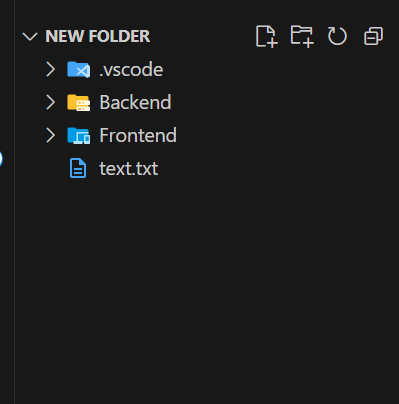 NEW FOLDER
.vscode
Backend
Frontend
text.txt